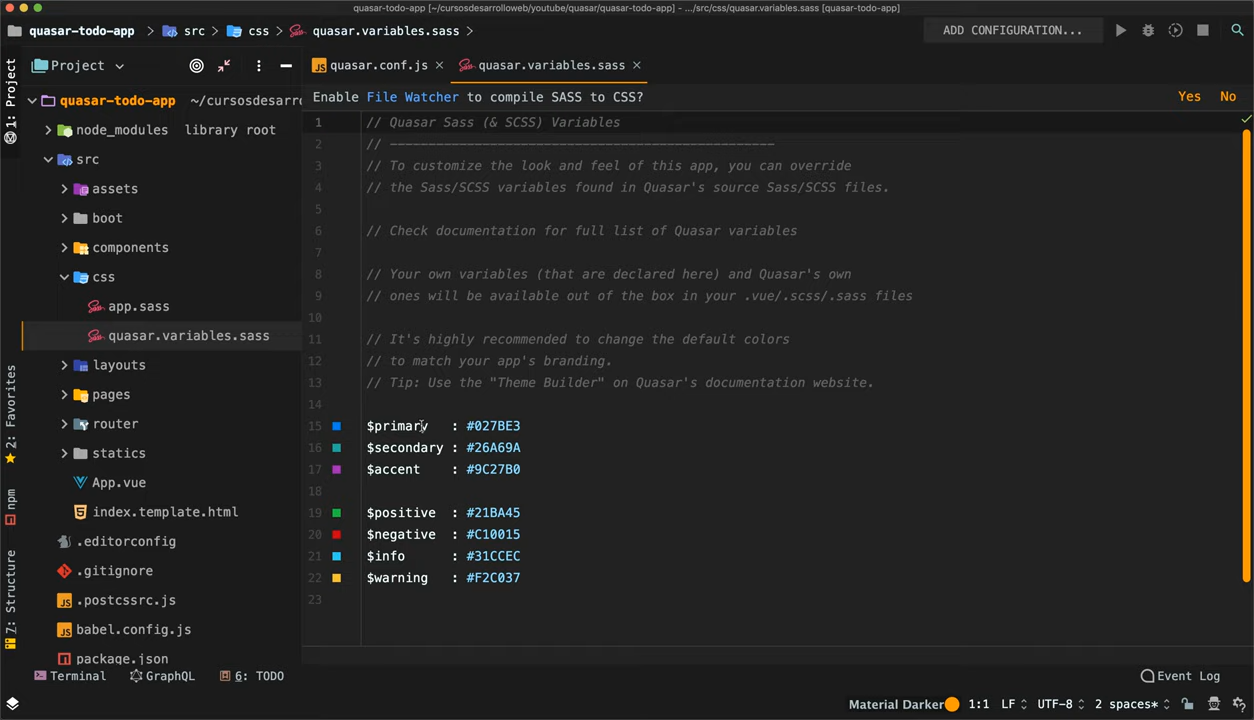 quasar-todo-app [~/cursosdesarrolloweb/youtube/quasar/quasar-todo-app] - .../src/css/quasar.variables.sass [quasar-todo-app]
quasar-todo-app src css quasar.variables.sass ADD CONFIGURATION...
1: Project
Project
quasar.conf.js quasar.variables.sass
quasar-todo-app ~/cursosdesarro
node_modules library root
src
assets
boot
components
css
app.sass
quasar.variables.sass
layouts
pages
router
statics
App.vue
index.template.html
.editorconfig
.gitignore
.postcssrc.js
babel.config.js
package.json
Enable File Watcher to compile SASS to CSS? Yes No
1 // Quasar Sass (& SCSS) Variables
2 // --------------------------------------------------
3 // To customize the look and feel of this app, you can override
4 // the Sass/SCSS variables found in Quasar's source Sass/SCSS files.
5
6 // Check documentation for full list of Quasar variables
7
8 // Your own variables (that are declared here) and Quasar's own
9 // ones will be available out of the box in your .vue/.scss/.sass files
10
11 // It's highly recommended to change the default colors
12 // to match your app's branding.
13 // Tip: Use the "Theme Builder" on Quasar's documentation website.
14
15 $primary : #027BE3
16 $secondary : #26A69A
17 $accent : #9C27B0
18
19 $positive : #21BA45
20 $negative : #C10015
21 $info : #31CCEC
22 $warning : #F2C037
23
2: Favorites
npm
7: Structure
Terminal GraphQL 6: TODO Event Log
Material Darker 1:1 LF UTF-8 2 spaces*